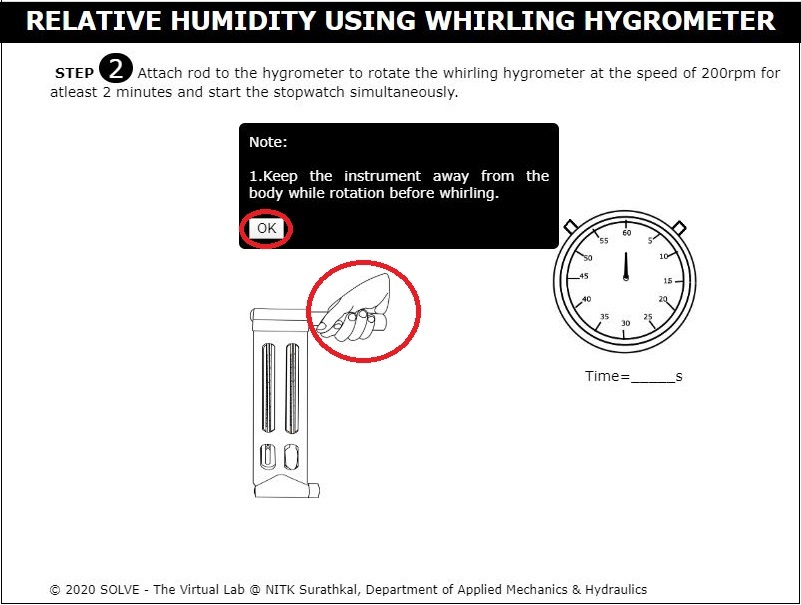 RELATIVE HUMIDITY USING WHIRLING HYGROMETER
STEP 2 Attach rod to the hygrometer to rotate the whirling hygrometer at the speed of 200rpm for
atleast 2 minutes and start the stopwatch simultaneously.
Note:
1.Keep the instrument away from the
body while rotation before whirling.
OK
60
55 5
50 10
45 15
40 20
35 25
30
Time=_____s
© 2020 SOLVE - The Virtual Lab @ NITK Surathkal, Department of Applied Mechanics & Hydraulics